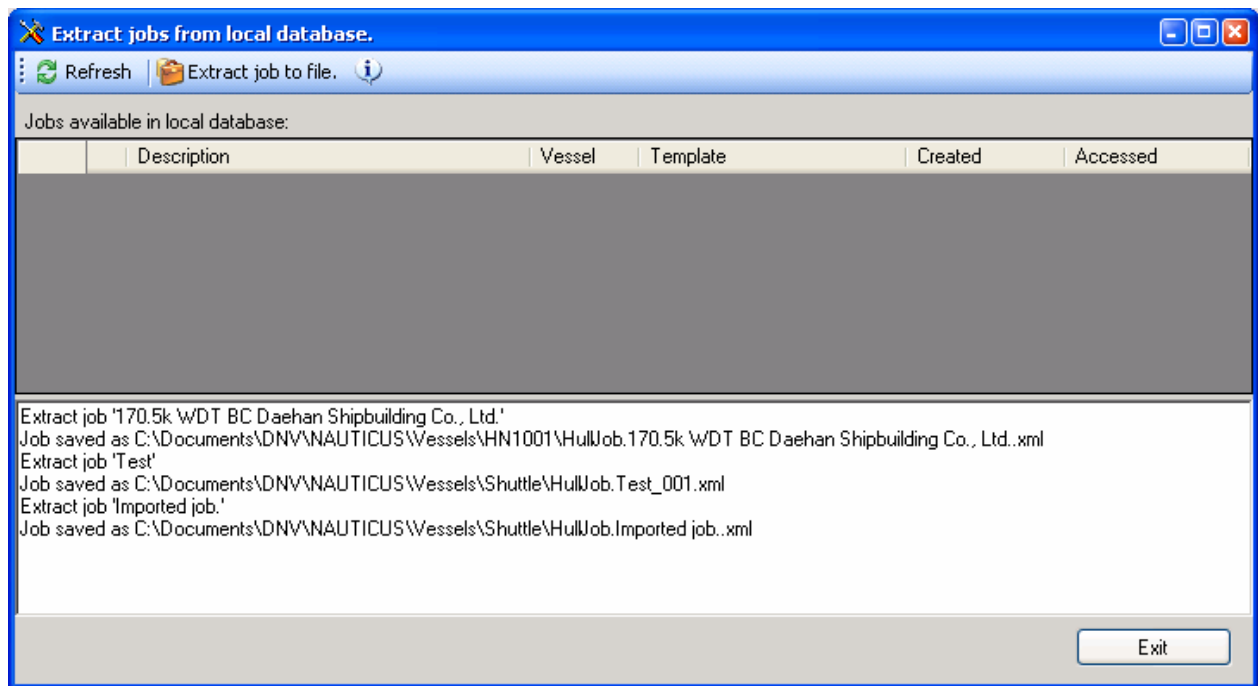 Extract jobs from local database.
Refresh Extract job to file.
Jobs available in local database:
Description Vessel Template Created Accessed
Extract job '170.5k WDT BC Daehan Shipbuilding Co., Ltd.'
Job saved as C:\Documents\DNV\NAUTICUS\Vessels\HN1001\HullJob.170.5k WDT BC Daehan Shipbuilding Co., Ltd..xml
Extract job 'Test'
Job saved as C:\Documents\DNV\NAUTICUS\Vessels\Shuttle\HullJob.Test_001.xml
Extract job 'Imported job.'
Job saved as C:\Documents\DNV\NAUTICUS\Vessels\Shuttle\HullJob.Imported job..xml
Exit